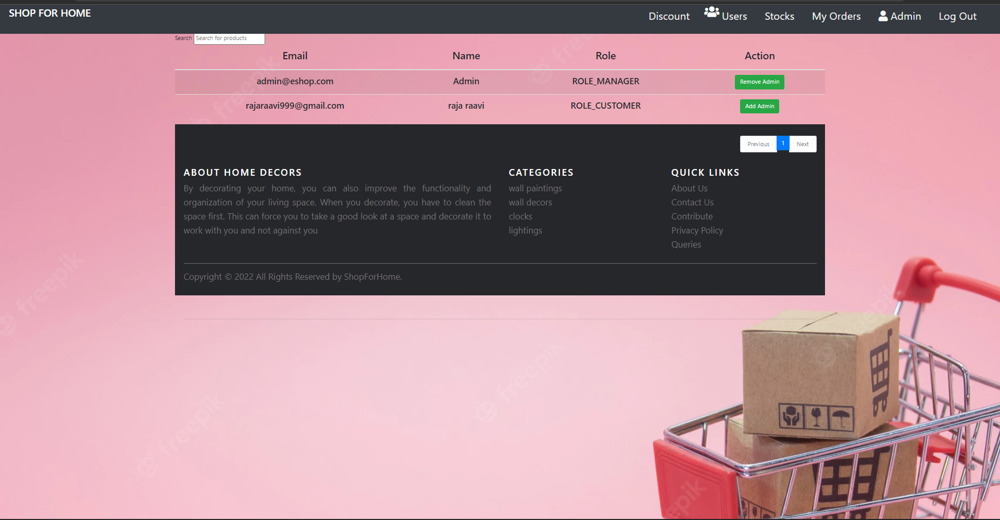 SHOP FOR HOME
Discount Users Stocks My Orders Admin Log Out
Search Search for products
Email Name Role Action
admin@eshop.com Admin ROLE_MANAGER Remove Admin
rajaraavi999@gmail.com raja raavi ROLE_CUSTOMER Add Admin
Previous 1 Next
ABOUT HOME DECORS
By decorating your home, you can also improve the functionality and
organization of your living space. When you decorate, you have to clean the
space first. This can force you to take a good look at a space and decorate it to
work with you and not against you
CATEGORIES
wall paintings
wall decors
clocks
lightings
QUICK LINKS
About Us
Contact Us
Contribute
Privacy Policy
Queries
Copyright © 2022 All Rights Reserved by ShopForHome.
freepik
freepik
freepik
freepik